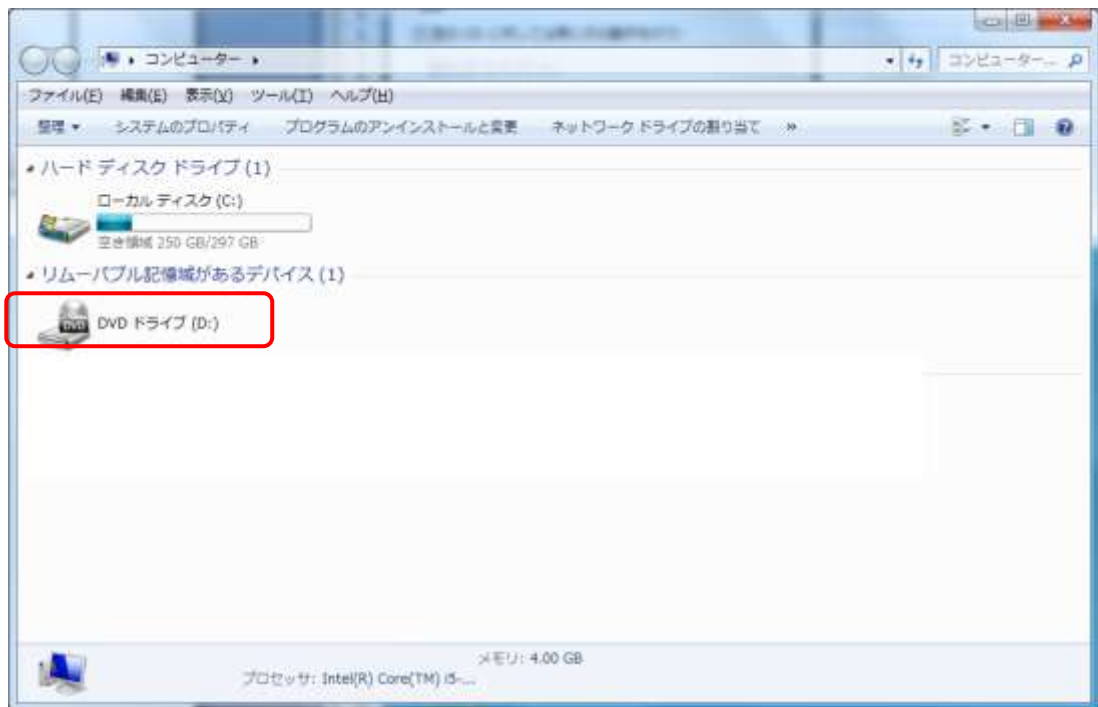 コンピューター
コンピューター...
ファイル(E) 編集(E) 表示(V) ツール(T) ヘルプ(H)
整理 システムのプロパティ プログラムのアンインストールと変更 ネットワーク ドライブの割り当て »
ハード ディスク ドライブ (1)
ローカル ディスク (C:)
空き領域 250 GB/297 GB
リムーバブル記憶域があるデバイス (1)
DVD
DVD ドライブ (D:)
メモリ: 4.00 GB
プロセッサ: Intel(R) Core(TM) i5-...